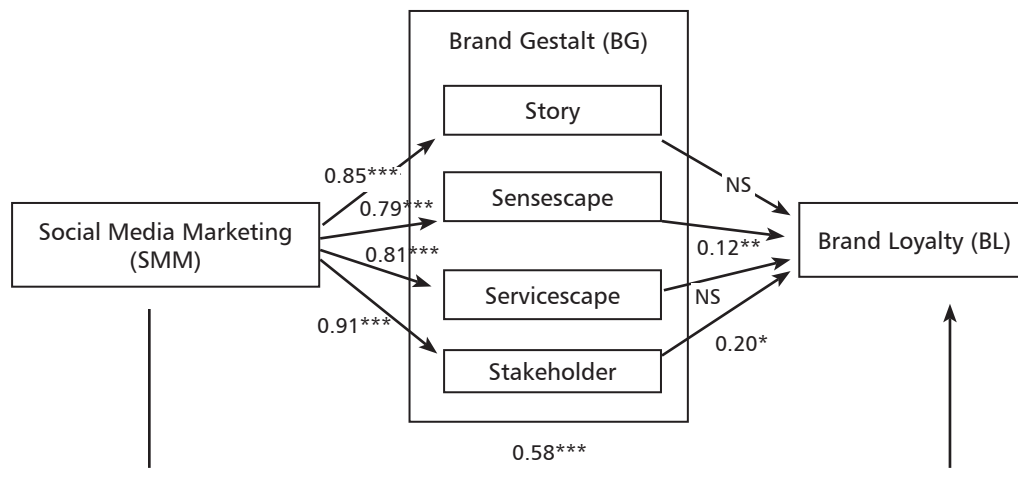 Brand Gestalt (BG)
Story
0.85***
NS
Sensescape
0.79***
Social Media Marketing
(SMM)
Brand Loyalty (BL)
0.12**
0.81***
Servicescape
NS
0.91***
0.20*
Stakeholder
0.58***